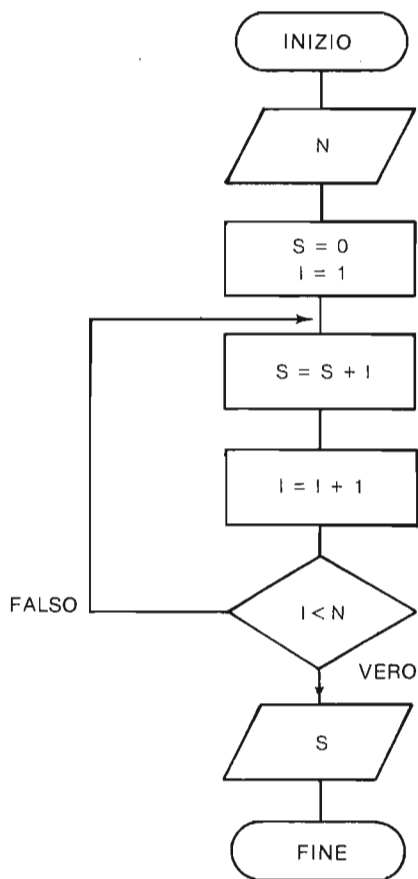 INIZIO
N
S = 0
I = 1
S = S + I
I = I + 1
I < N
FALSO
VERO
S
FINE